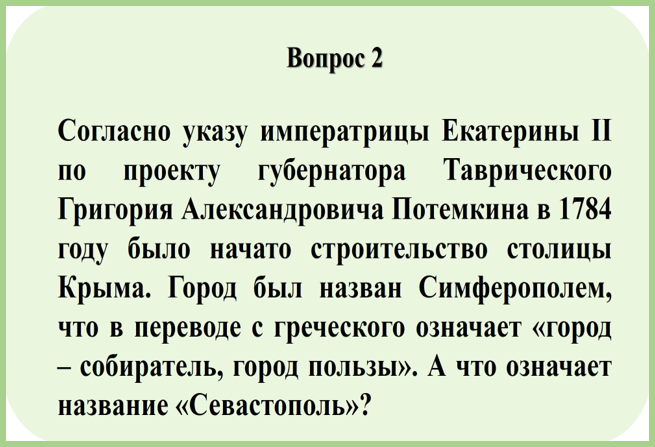 Вопрос 2
Согласно указу императрицы Екатерины II
по проекту губернатора Таврического
Григория Александровича Потемкина в 1784
году было начато строительство столицы
Крыма. Город был назван Симферополем,
что в переводе с греческого означает «город
– собиратель, город пользы». А что означает
название «Севастополь»?